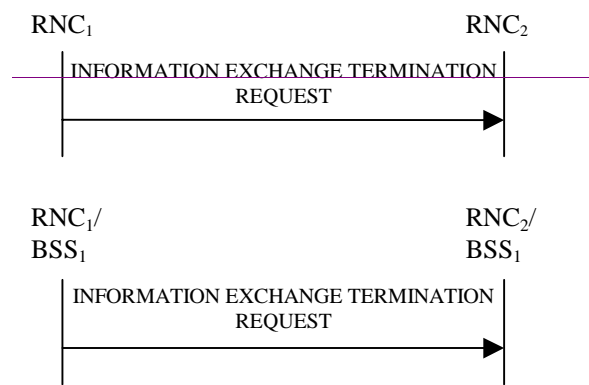 RNC₁ RNC₂
INFORMATION EXCHANGE TERMINATION
REQUEST
RNC₁/ RNC₂/
BSS₁ BSS₁
INFORMATION EXCHANGE TERMINATION
REQUEST